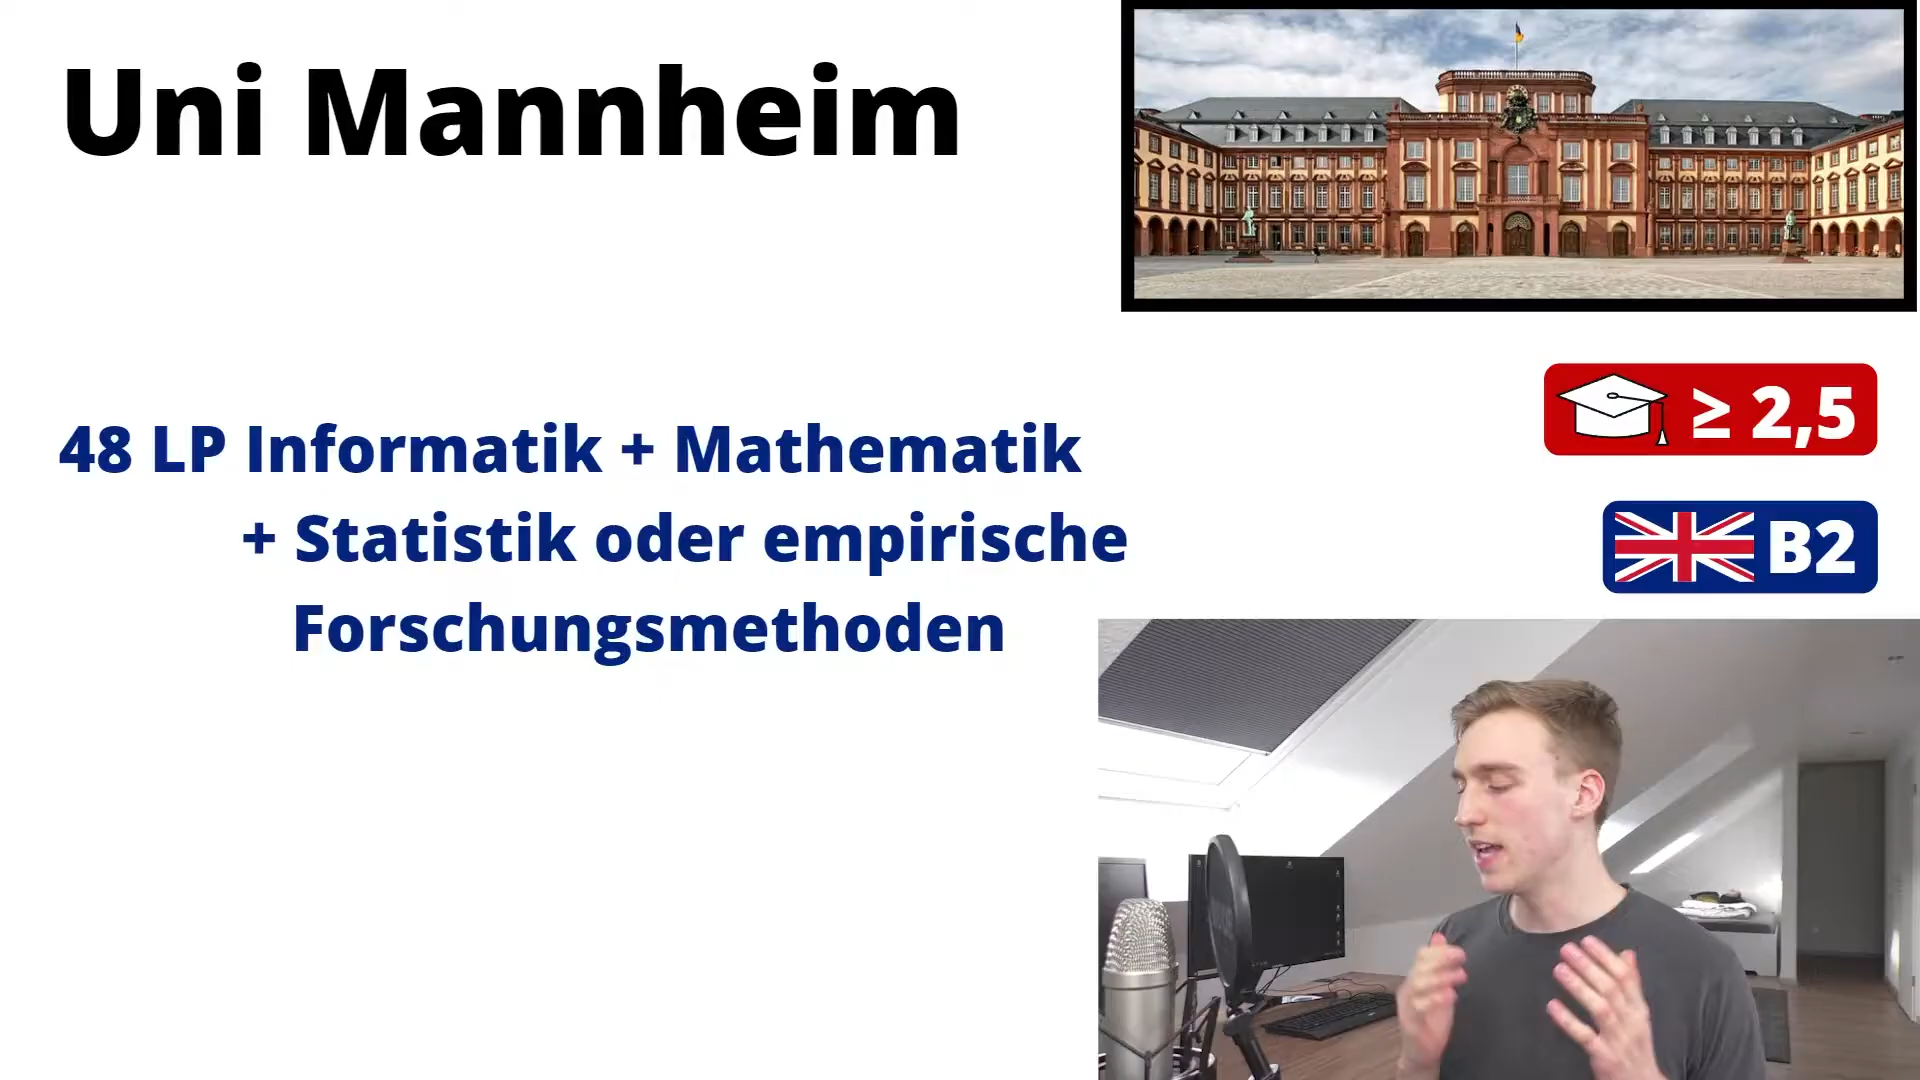 Uni Mannheim
48 LP Informatik + Mathematik
+ Statistik oder empirische
Forschungsmethoden
≥ 2,5
B2